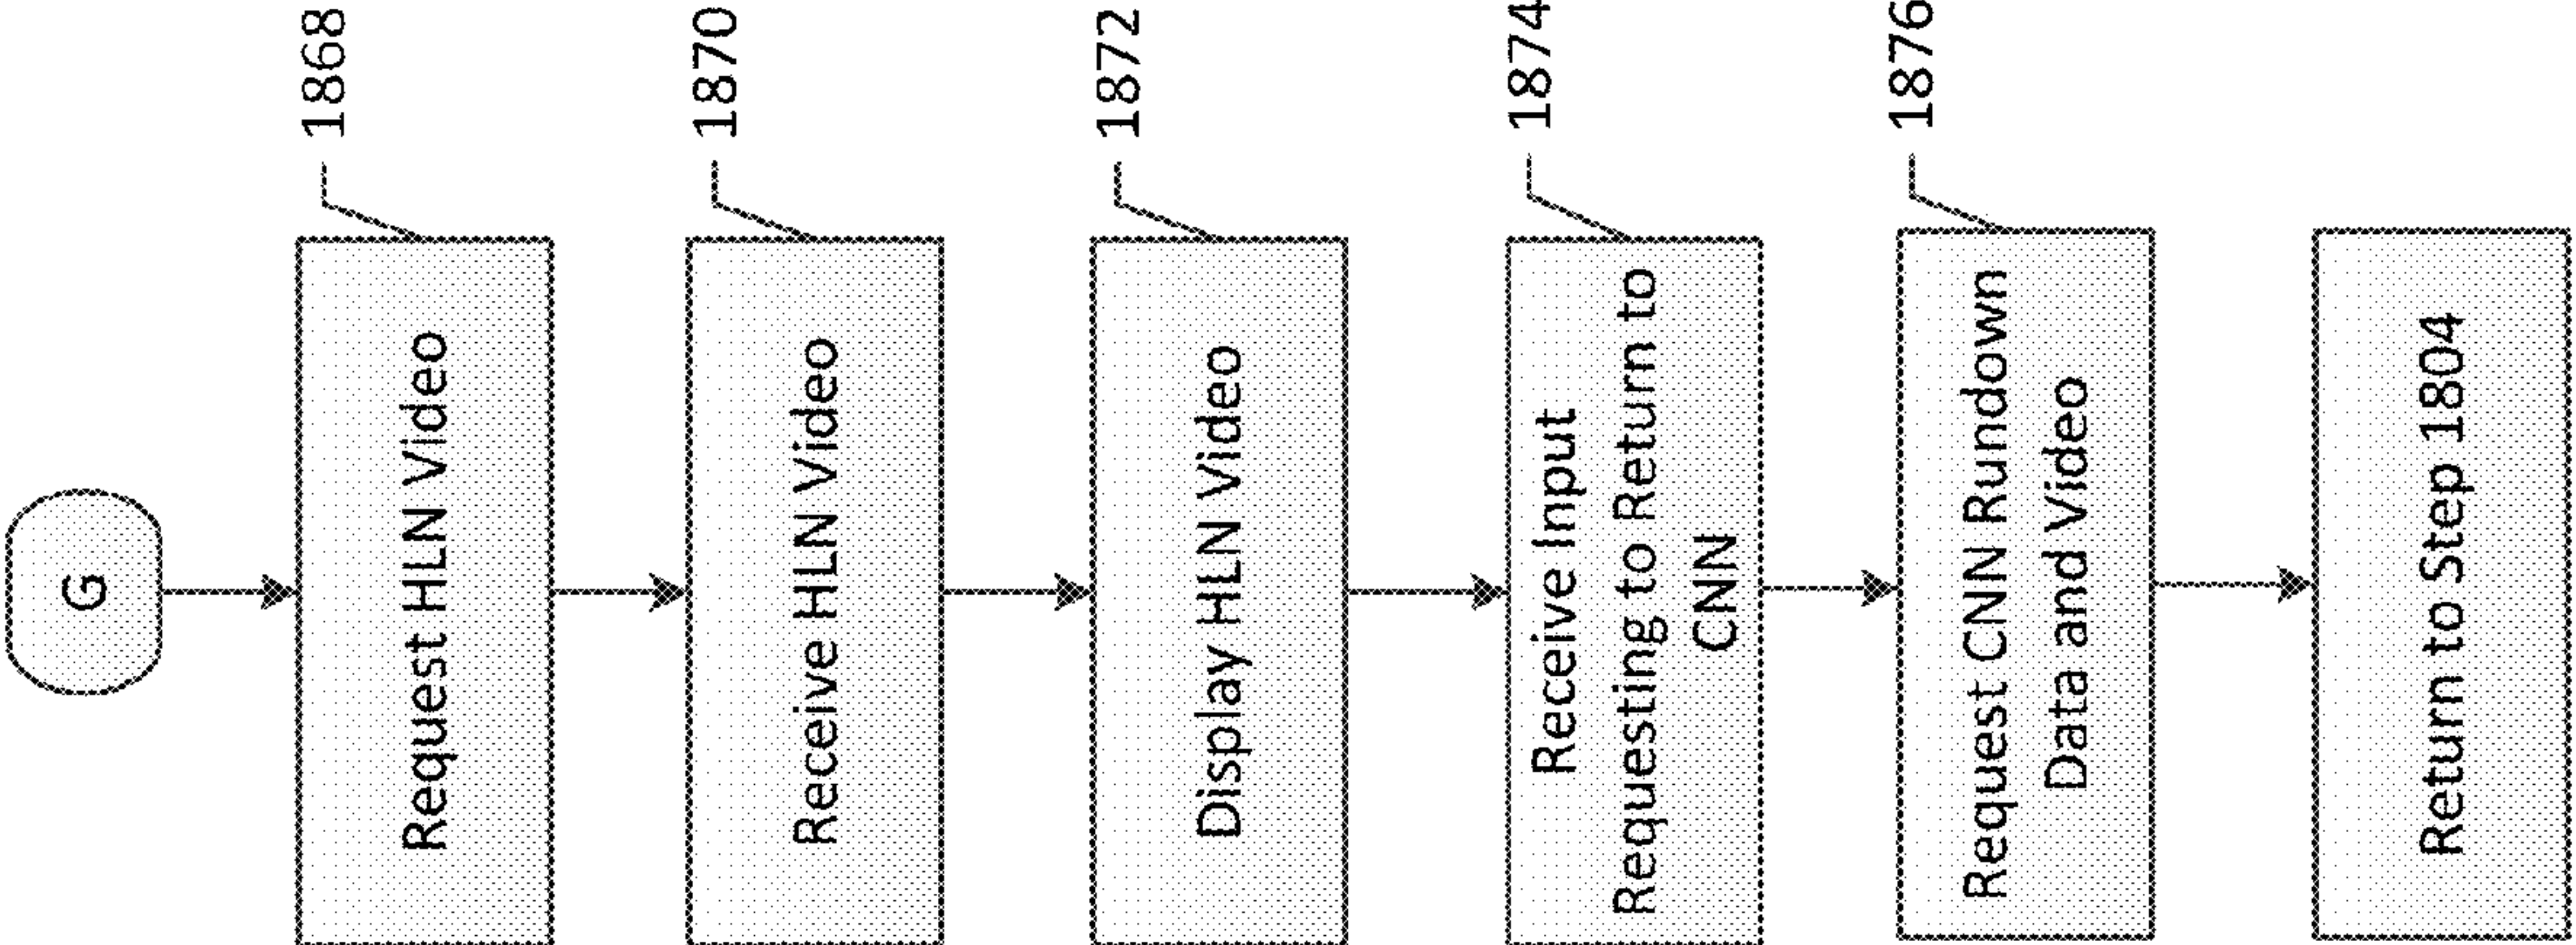 G
1868
Request HLN Video
1870
Receive HLN Video
1872
Display HLN Video
1874
Receive Input
Requesting to Return to
CNN
1876
Request CNN Rundown
Data and Video
Return to Step 1804